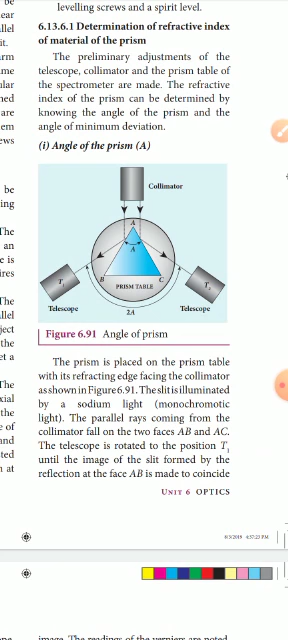 levelling screws and a spirit level.
6.13.6.1 Determination of refractive index
of material of the prism
The preliminary adjustments of the
telescope, collimator and the prism table of
the spectrometer are made. The refractive
index of the prism can be determined by
knowing the angle of the prism and the
angle of minimum deviation.
(i) Angle of the prism (A)
Collimator
A
A
B
C
PRISM TABLE
T1
T2
Telescope
2A
Telescope
Figure 6.91 Angle of prism
The prism is placed on the prism table
with its refracting edge facing the collimator
as shown in Figure 6.91. The slit is illuminated
by a sodium light (monochromotic
light). The parallel rays coming from the
collimator fall on the two faces AB and AC.
The telescope is rotated to the position T1
until the image of the slit formed by the
reflection at the face AB is made to coincide
UNIT 6 OPTICS
image. The readings of the verniers are noted.